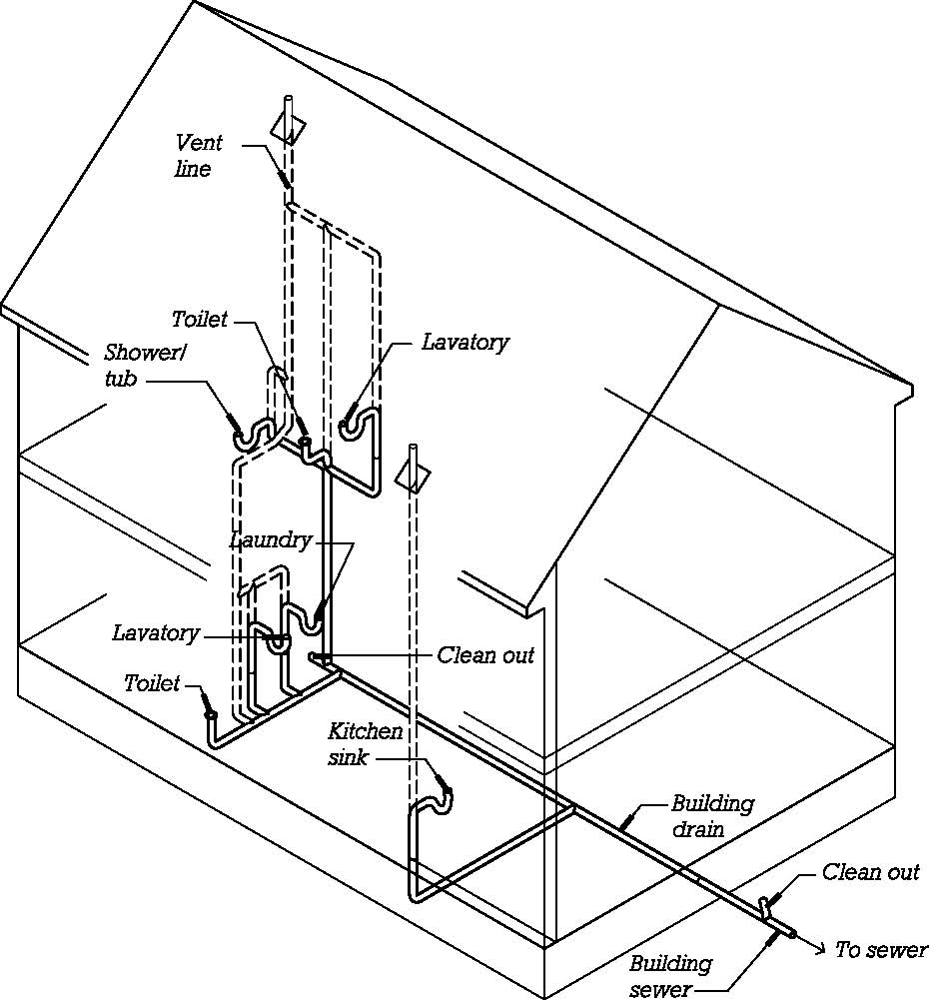 Vent
line
Toilet
Lavatory
Shower/
tub
Laundry
Lavatory
Clean out
Toilet
Kitchen
sink
Building
drain
Clean out
To sewer
Building
sewer